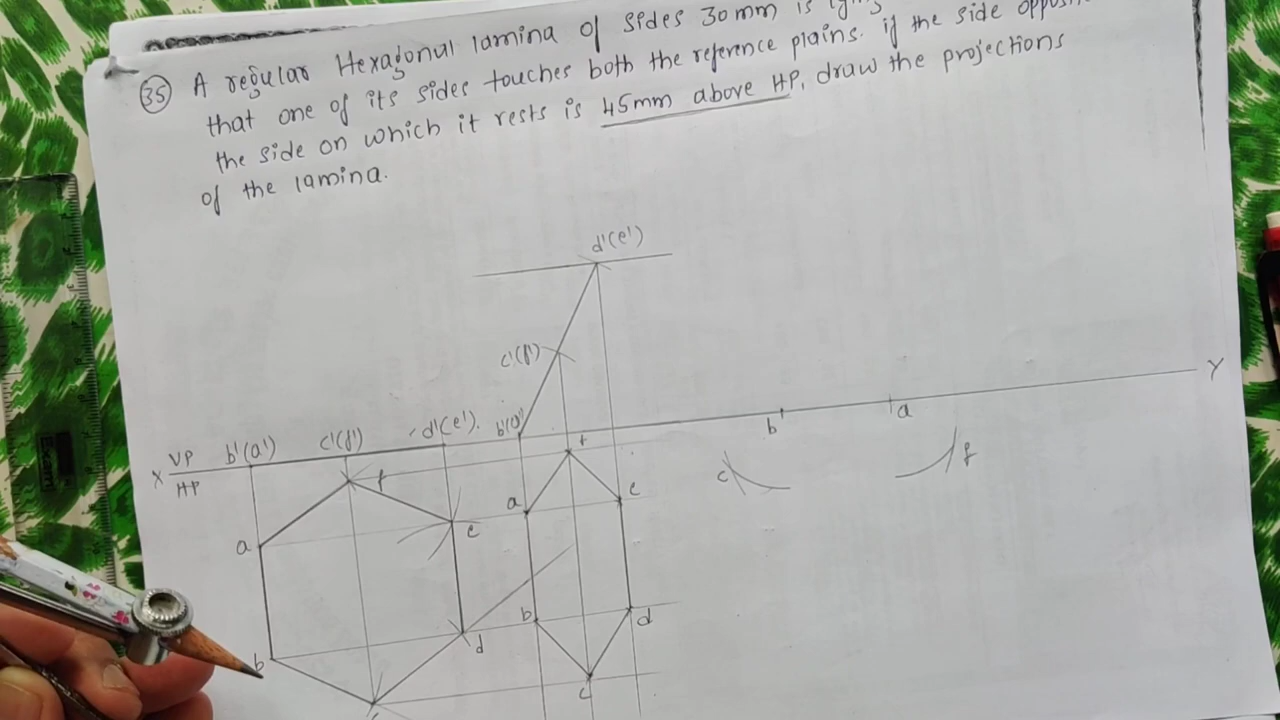 35 A regular Hexagonal lamina of sides 30mm is
that one of its sides touches both the reference plains. if the side
the side on which it rests is 45mm above HP, draw the projections
of the lamina.
d'(e')
c'(f')
Y
X VP b'(a') c'(f') d'(e'). b'(a')
HP
b a
f f
c f
a e a e
b d b d
c
Exam